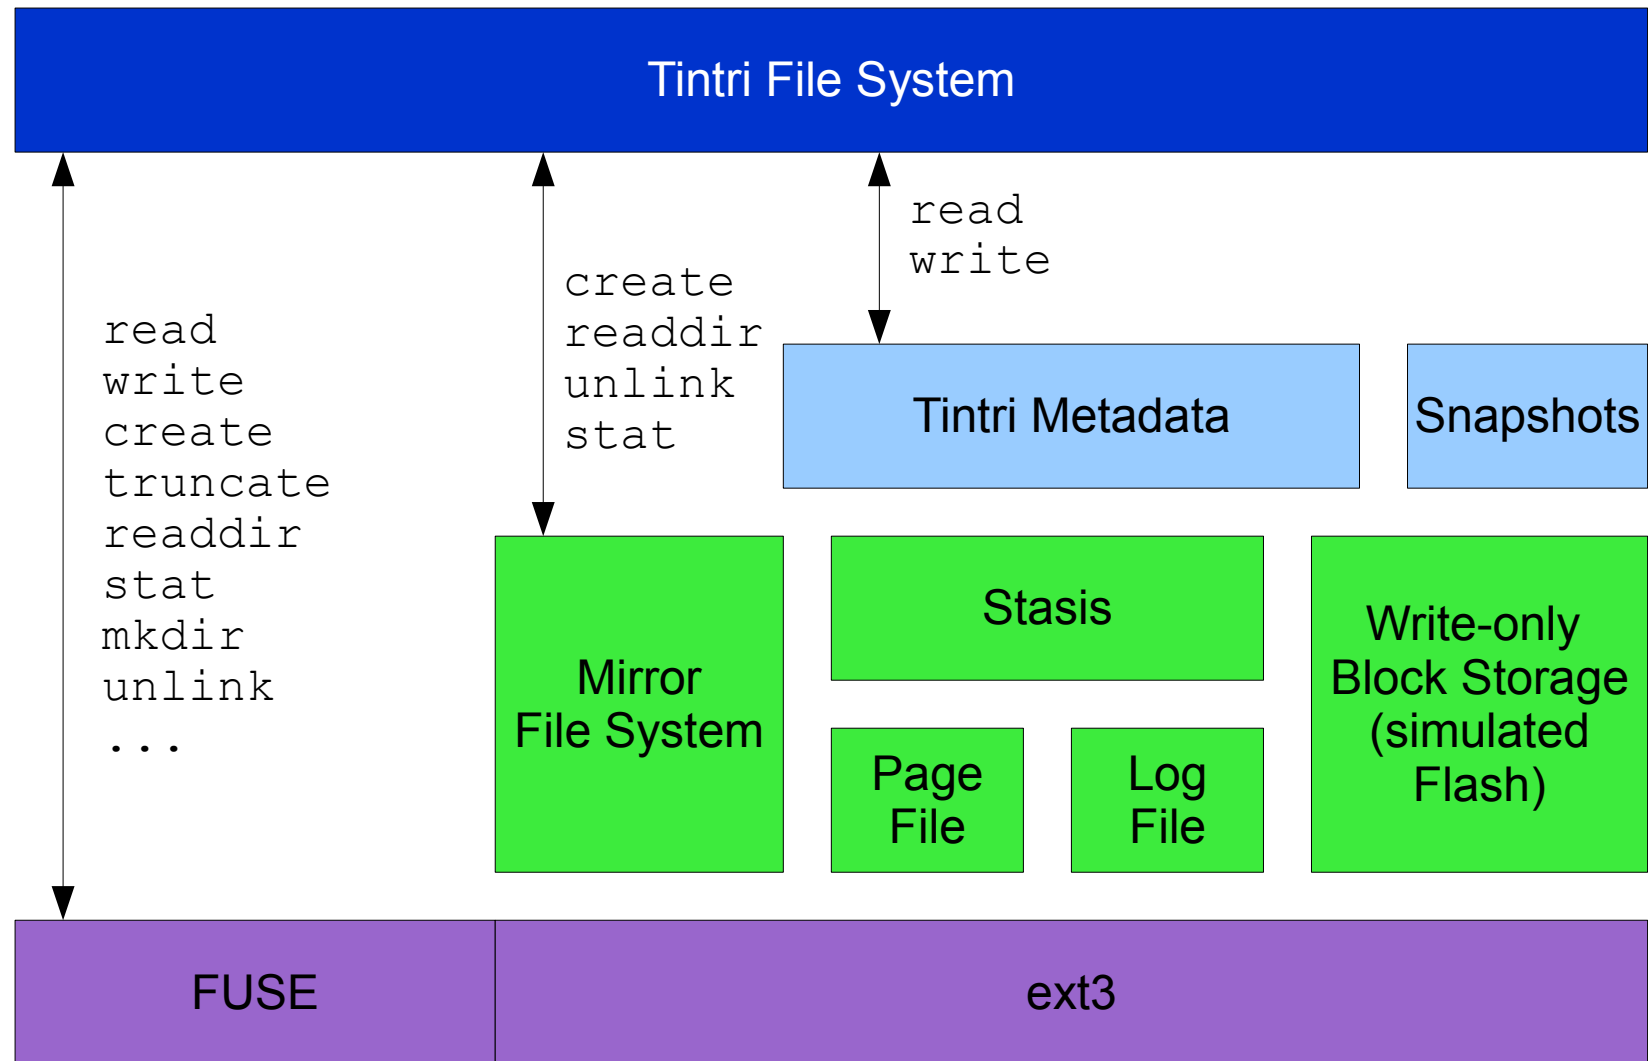 Tintri File System
read
write
create
readdir
unlink
stat
read
write
create
truncate
readdir
stat
mkdir
unlink
...
Tintri Metadata
Snapshots
Mirror
File System
Stasis
Page
File
Log
File
Write-only
Block Storage
(simulated
Flash)
FUSE
ext3